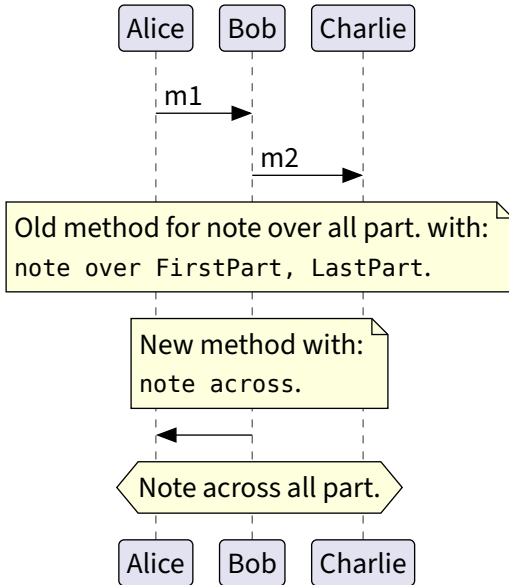 Alice Bob Charlie
m1
m2
Old method for note over all part. with:
note over FirstPart, LastPart.
New method with:
note across.
Note across all part.
Alice Bob Charlie